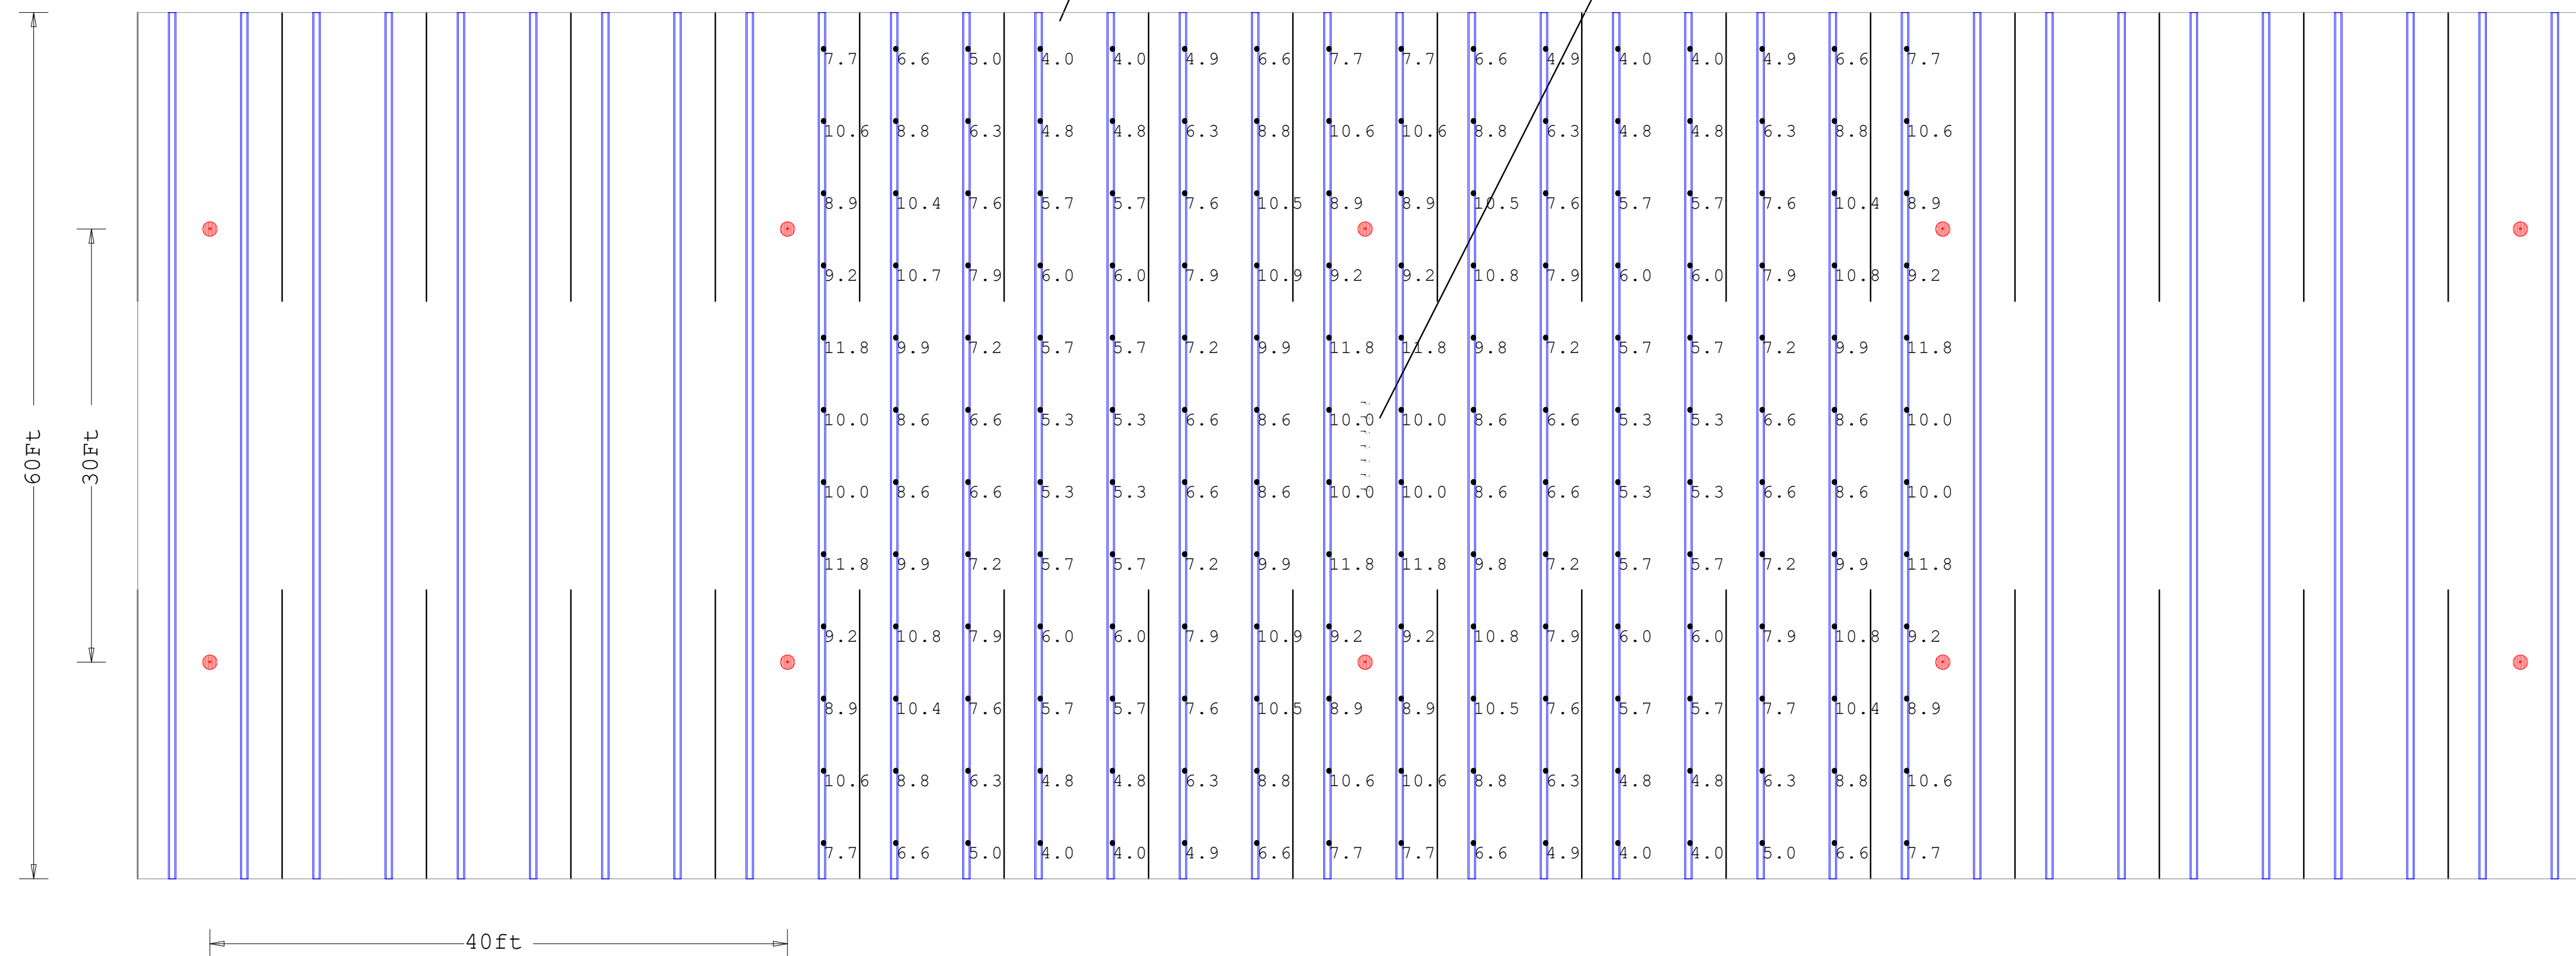 7.7 6.6 5.0 4.0 4.0 4.9 6.6 7.7 7.7 6.6 4.9 4.0 4.0 4.9 6.6 7.7
10.6 8.8 6.3 4.8 4.8 6.3 8.8 10.6 10.6 8.8 6.3 4.8 4.8 6.3 8.8 10.6
8.9 10.4 7.6 5.7 5.7 7.6 10.5 8.9 8.9 10.5 7.6 5.7 5.7 7.6 10.4 8.9
9.2 10.7 7.9 6.0 6.0 7.9 10.9 9.2 9.2 10.8 7.9 6.0 6.0 7.9 10.8 9.2
11.8 9.9 7.2 5.7 5.7 7.2 9.9 11.8 11.8 9.8 7.2 5.7 5.7 7.2 9.9 11.8
10.0 8.6 6.6 5.3 5.3 6.6 8.6 10.0 10.0 8.6 6.6 5.3 5.3 6.6 8.6 10.0
60Ft 30Ft
10.0 8.6 6.6 5.3 5.3 6.6 8.6 10.0 10.0 8.6 6.6 5.3 5.3 6.6 8.6 10.0
11.8 9.9 7.2 5.7 5.7 7.2 9.9 11.8 11.8 9.8 7.2 5.7 5.7 7.2 9.9 11.8
9.2 10.8 7.9 6.0 6.0 7.9 10.9 9.2 9.2 10.8 7.9 6.0 6.0 7.9 10.8 9.2
8.9 10.4 7.6 5.7 5.7 7.6 10.5 8.9 8.9 10.5 7.6 5.7 5.7 7.7 10.4 8.9
10.6 8.8 6.3 4.8 4.8 6.3 8.8 10.6 10.6 8.8 6.3 4.8 4.8 6.3 8.8 10.6
7.7 6.6 5.0 4.0 4.0 4.9 6.6 7.7 7.7 6.6 4.9 4.0 4.0 5.0 6.6 7.7
40ft